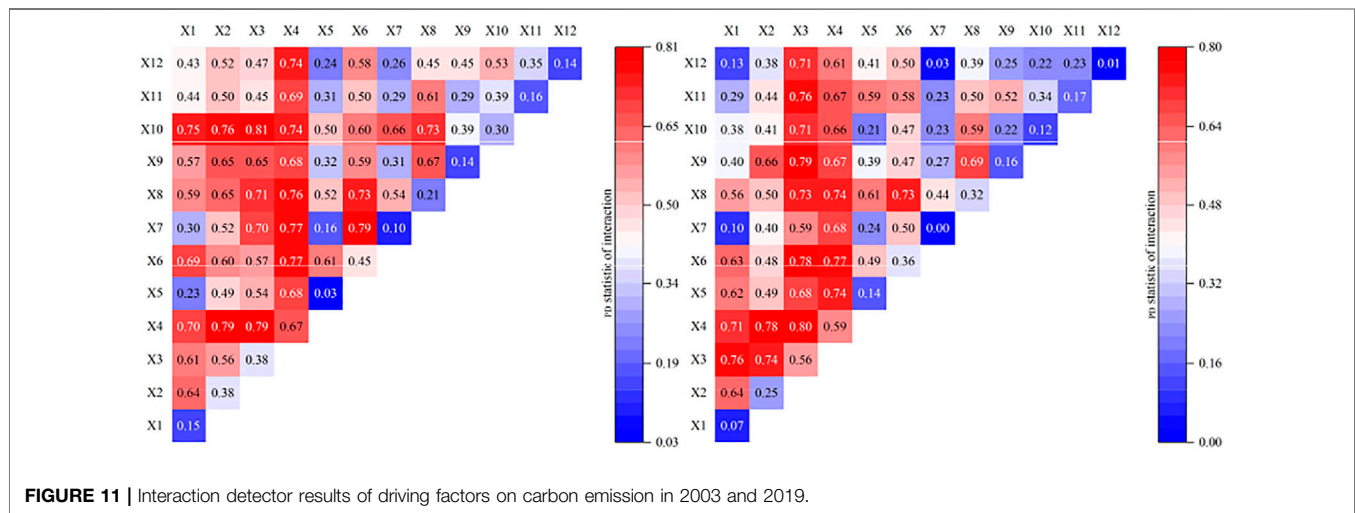 X1 X2 X3 X4 X5 X6 X7 X8 X9 X10 X11 X12
X12 0.43 0.52 0.47 0.74 0.24 0.58 0.26 0.45 0.45 0.53 0.35 0.14
X11 0.44 0.50 0.45 0.69 0.31 0.50 0.29 0.61 0.29 0.39 0.16
X10 0.75 0.76 0.81 0.74 0.50 0.60 0.66 0.73 0.39 0.30
X9 0.57 0.65 0.65 0.68 0.32 0.59 0.31 0.67 0.14
X8 0.59 0.65 0.71 0.76 0.52 0.73 0.54 0.21
X7 0.30 0.52 0.70 0.77 0.16 0.79 0.10
X6 0.69 0.60 0.57 0.77 0.61 0.45
X5 0.23 0.49 0.54 0.68 0.03
X4 0.70 0.79 0.79 0.67
X3 0.61 0.56 0.38
X2 0.64 0.38
X1 0.15
0.81
0.65
0.50
0.34
0.19
0.03
PD statistic of interaction
X1 X2 X3 X4 X5 X6 X7 X8 X9 X10 X11 X12
X12 0.13 0.38 0.71 0.61 0.41 0.50 0.03 0.39 0.25 0.22 0.23 0.01
X11 0.29 0.44 0.76 0.67 0.59 0.58 0.23 0.50 0.52 0.34 0.17
X10 0.38 0.41 0.71 0.66 0.21 0.47 0.23 0.59 0.22 0.12
X9 0.40 0.66 0.79 0.67 0.39 0.47 0.27 0.69 0.16
X8 0.56 0.50 0.73 0.74 0.61 0.73 0.44 0.32
X7 0.10 0.40 0.59 0.68 0.24 0.50 0.00
X6 0.63 0.48 0.78 0.77 0.49 0.36
X5 0.62 0.49 0.68 0.74 0.14
X4 0.71 0.78 0.80 0.59
X3 0.76 0.74 0.56
X2 0.64 0.25
X1 0.07
0.80
0.64
0.48
0.32
0.16
0.00
PD statistic of interaction
FIGURE 11 | Interaction detector results of driving factors on carbon emission in 2003 and 2019.